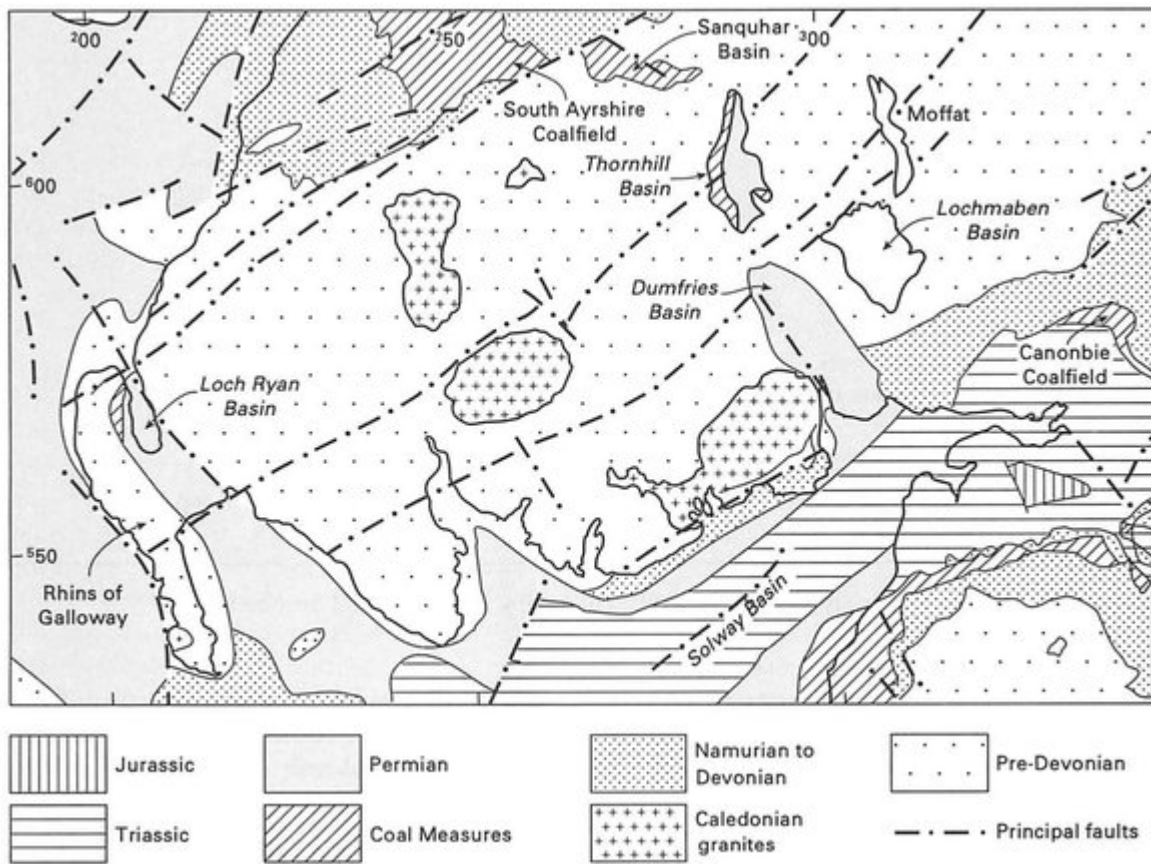 200
250
300
Sanquhar
Basin
South Ayrshire
Coalfield
Moffat
Thornhill
Basin
600
Lochmaben
Basin
Dumfries
Basin
Canonbie
Coalfield
Loch Ryan
Basin
550
Rhins of
Galloway
Solway Basin
Jurassic
Permian
Namurian to
Devonian
Pre-Devonian
Triassic
Coal Measures
Caledonian
granites
Principal faults